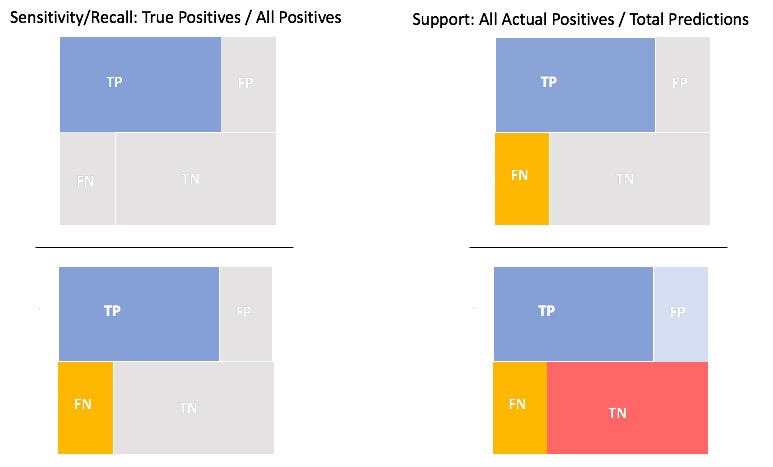 Sensitivity/Recall: True Positives / All Positives
Support: All Actual Positives / Total Predictions
TP
FP
FN
TN
TP
FP
FN
TN
TP
FP
FN
TN
TP
FP
FN
TN